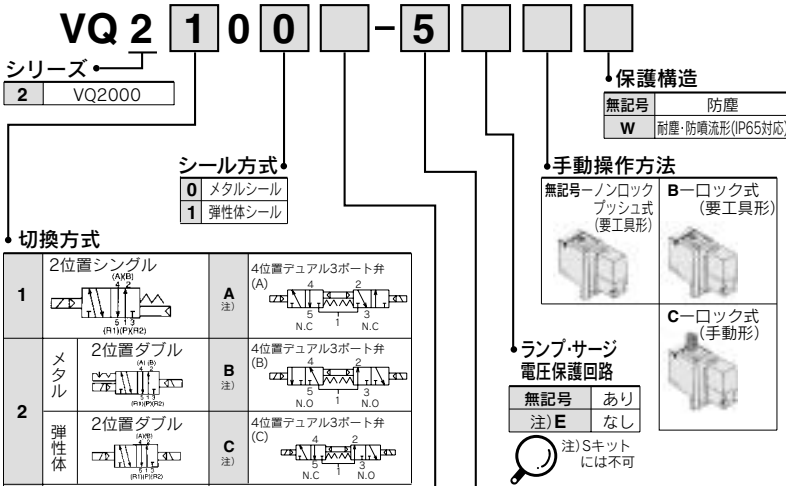 VQ 2 1 0 0 - 5
シリーズ
2 VQ2000
保護構造
無記号 防塵
W 耐塵・防噴流形(IP65対応)
シール方式
0 メタルシール
1 弾性体シール
手動操作方法
無記号ーノンロック
プッシュ式
(要工具形)
Bーロック式
(要工具形)
Cーロック式
(手動形)
切換方式
1
2位置シングル
(A)(B)
4 2
5 1 3
(R1)(P)(R2)
A
注)
4位置デュアル3ポート弁
(A)
4 2
5 1 3
N.C N.C
2
メタル
2位置ダブル
(A) (B)
4 2
5 1 3
(R1)(P)(R2)
B
注)
4位置デュアル3ポート弁
(B)
4 2
5 1 3
N.O N.O
弾性体
2位置ダブル
(A)(B)
4 2
5 1 3
(R1)(P)(R2)
C
注)
4位置デュアル3ポート弁
(C)
4 2
5 1 3
N.C N.O
ランプ・サージ
電圧保護回路
無記号 あり
注)E なし
注)Sキット
には不可